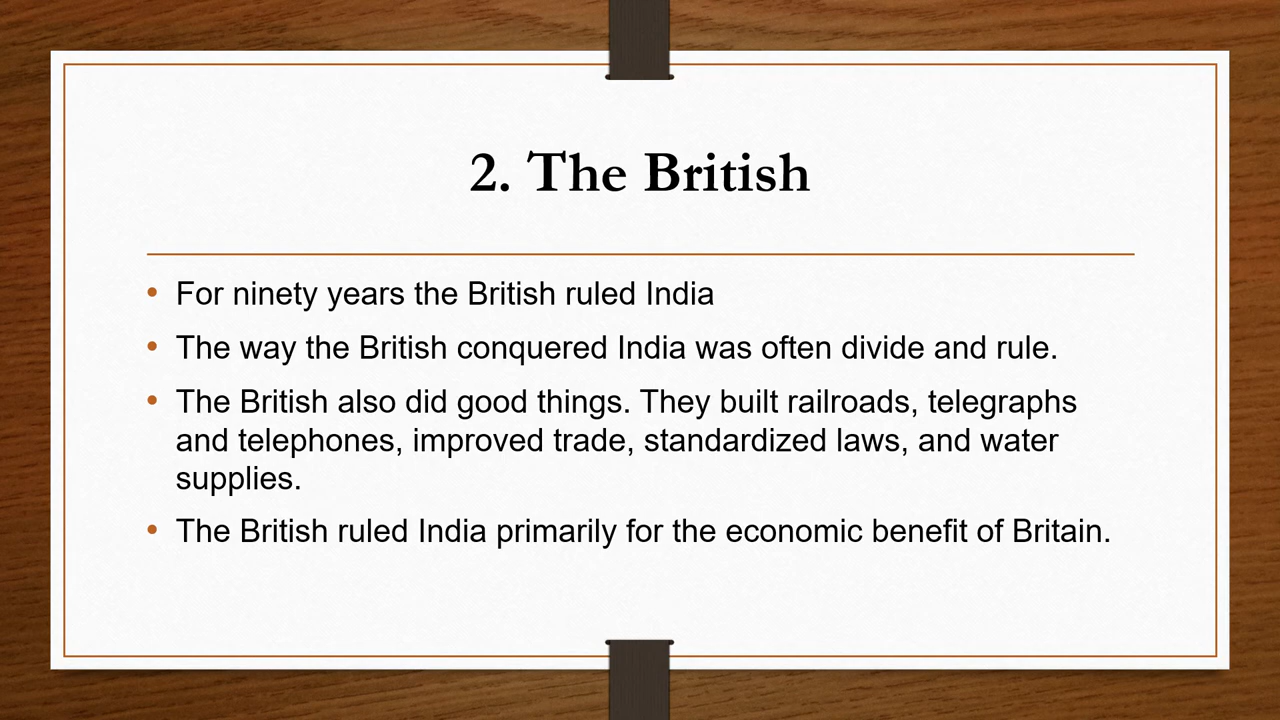 2. The British
• For ninety years the British ruled India
• The way the British conquered India was often divide and rule.
• The British also did good things. They built railroads, telegraphs
and telephones, improved trade, standardized laws, and water
supplies.
• The British ruled India primarily for the economic benefit of Britain.